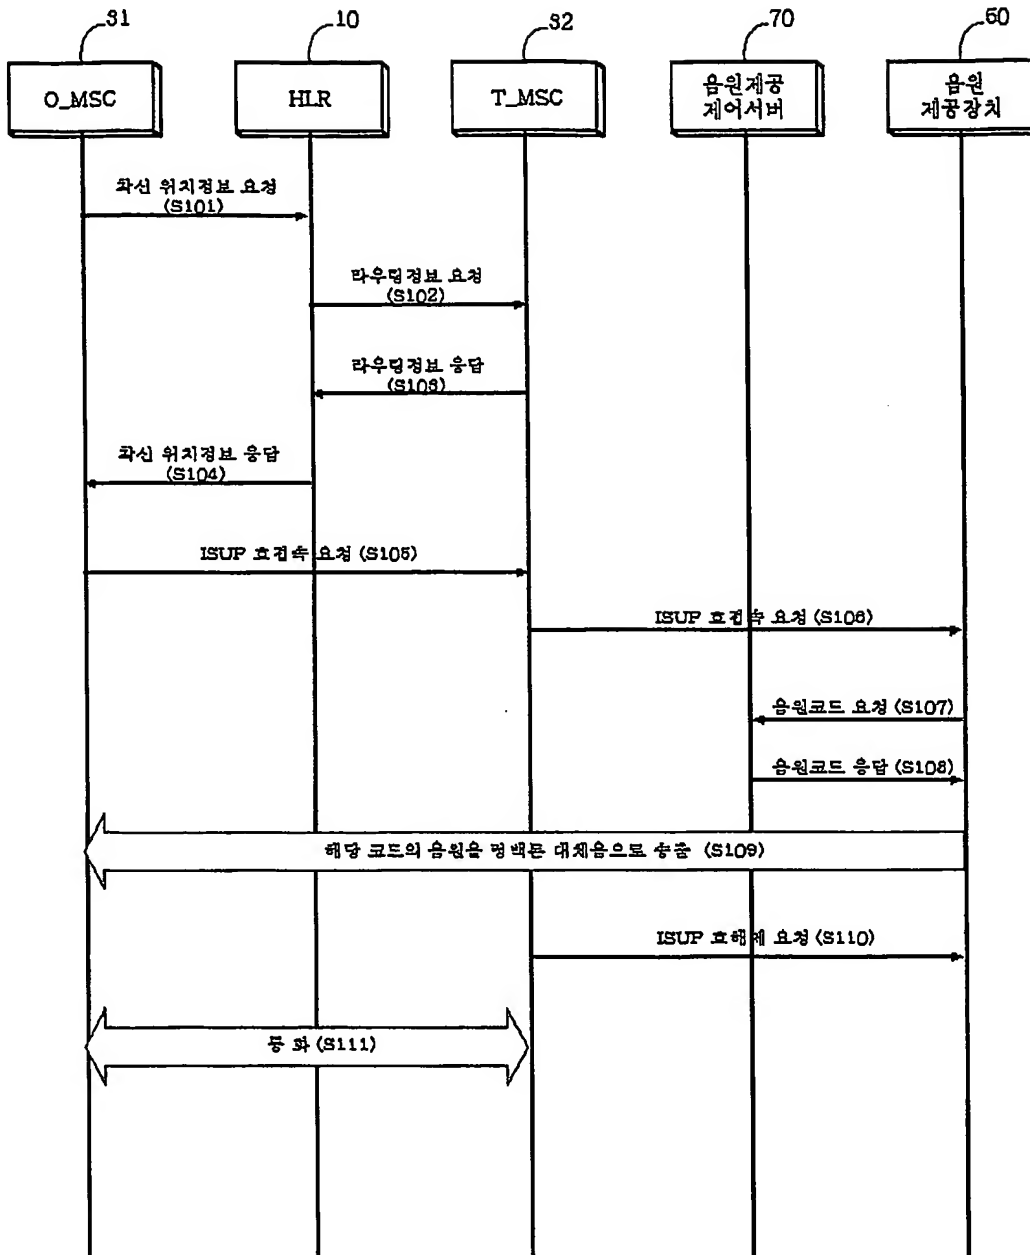 31
10
32
70
50
O_MSC
HLR
T_MSC
음원제공
제어서버
음원
제공장치
착신 위치정보 요청
(S101)
라우팅정보 요청
(S102)
라우팅정보 응답
(S103)
착신 위치정보 응답
(S104)
ISUP 호접속 요청 (S105)
ISUP 호접속 요청 (S106)
음원코드 요청 (S107)
음원코드 응답 (S108)
해당 코드의 음원을 링백톤 대체음으로 송출 (S109)
ISUP 호해제 요청 (S110)
통 화 (S111)